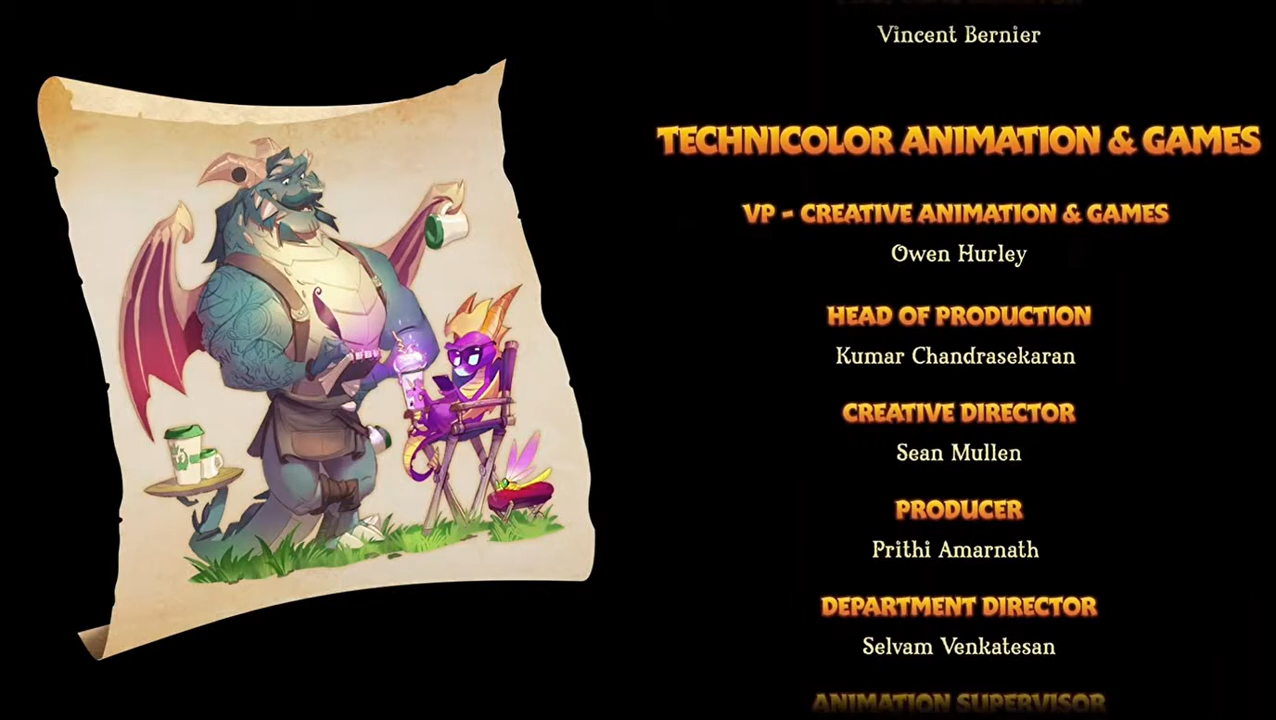 Vincent Bernier
TECHNICOLOR ANIMATION & GAMES
VP - CREATIVE ANIMATION & GAMES
Owen Hurley
HEAD OF PRODUCTION
Kumar Chandrasekaran
CREATIVE DIRECTOR
Sean Mullen
PRODUCER
Prithi Amarnath
DEPARTMENT DIRECTOR
Selvam Venkatesan
ANIMATION SUPERVISOR